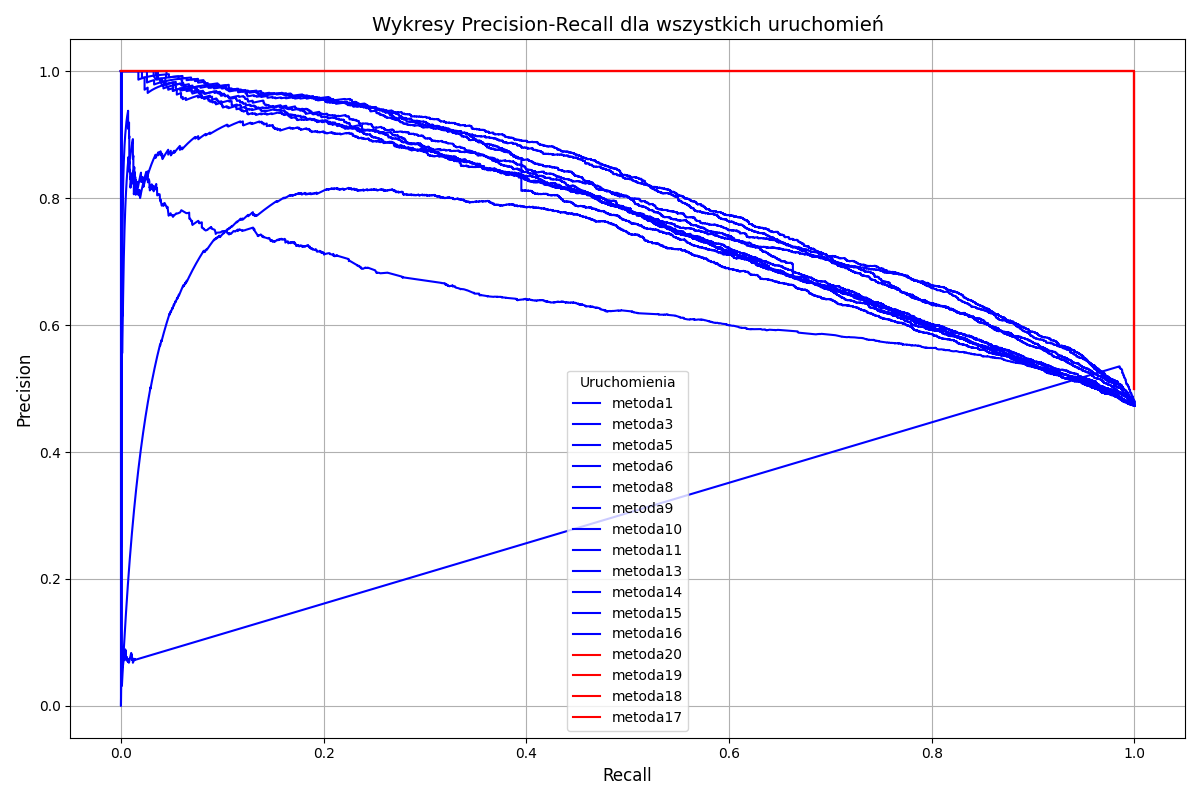 Wykresy Precision-Recall dla wszystkich uruchomień
1.0
0.8
0.6
0.4
0.2
0.0
Precision
Uruchomienia
metoda1
metoda3
metoda5
metoda6
metoda8
metoda9
metoda10
metoda11
metoda13
metoda14
metoda15
metoda16
metoda20
metoda19
metoda18
metoda17
0.0 0.2 0.4 0.6 0.8 1.0
Recall